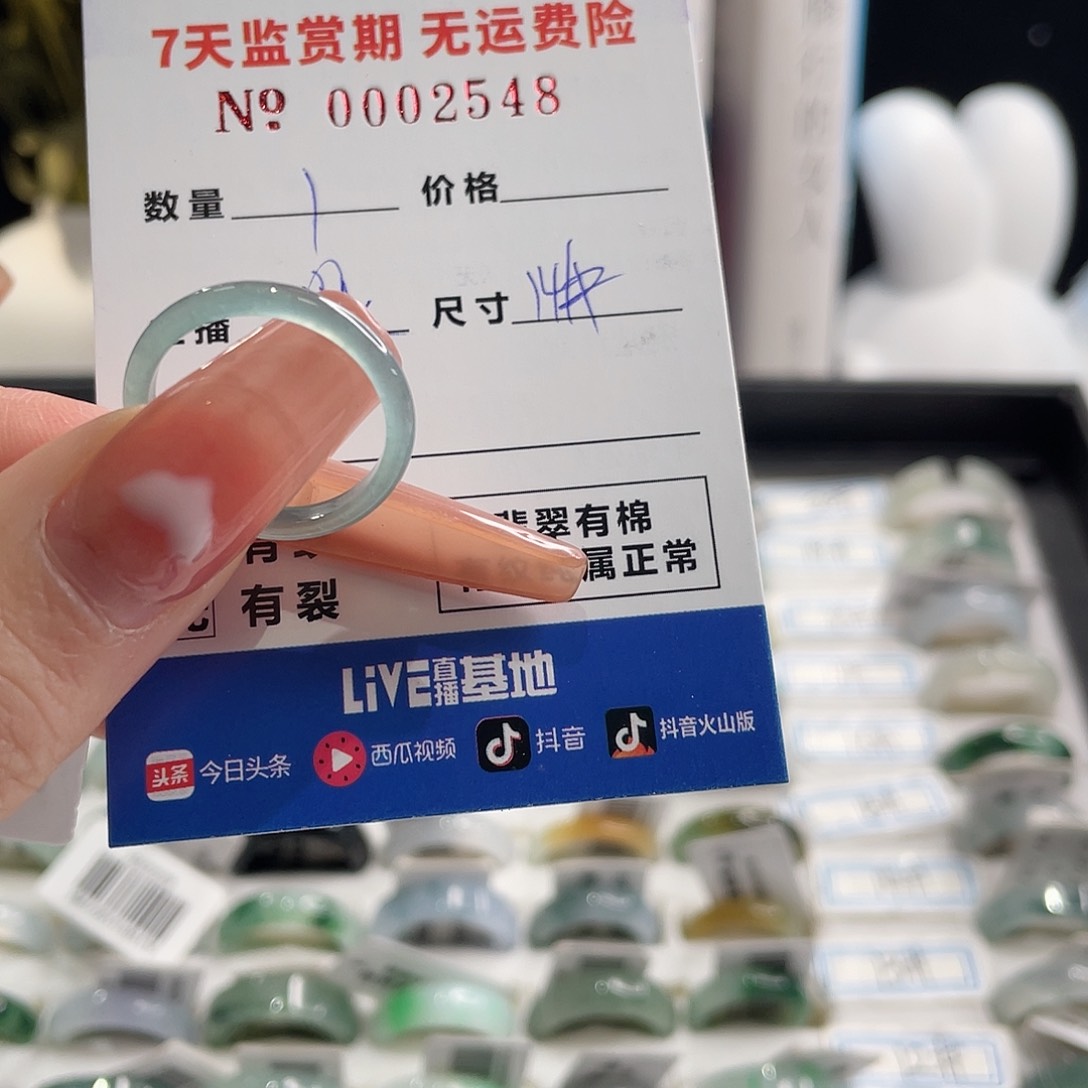 7天监赏期 无运费险
Nº 0002548
数量 1 价格
播 尺寸 14#
翡翠有棉
属正常
有裂
LiVE直播基地
头条 今日头条 西瓜视频 抖音 抖音火山版